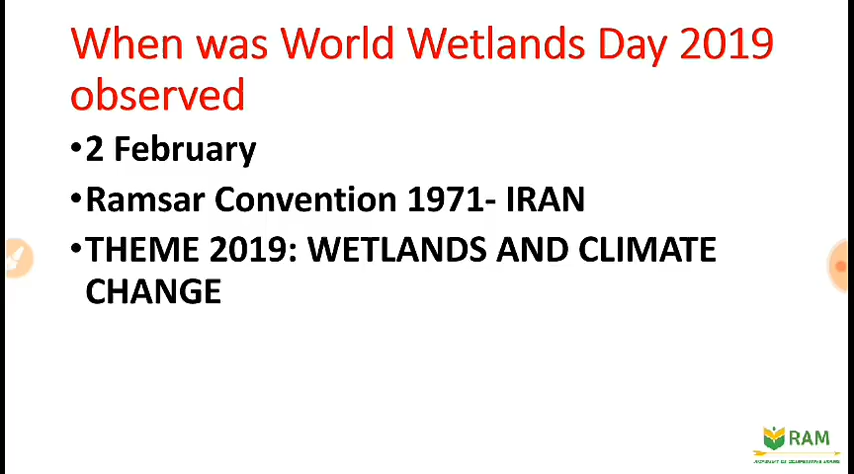 When was World Wetlands Day 2019
observed
•2 February
•Ramsar Convention 1971- IRAN
•THEME 2019: WETLANDS AND CLIMATE
CHANGE
RAM